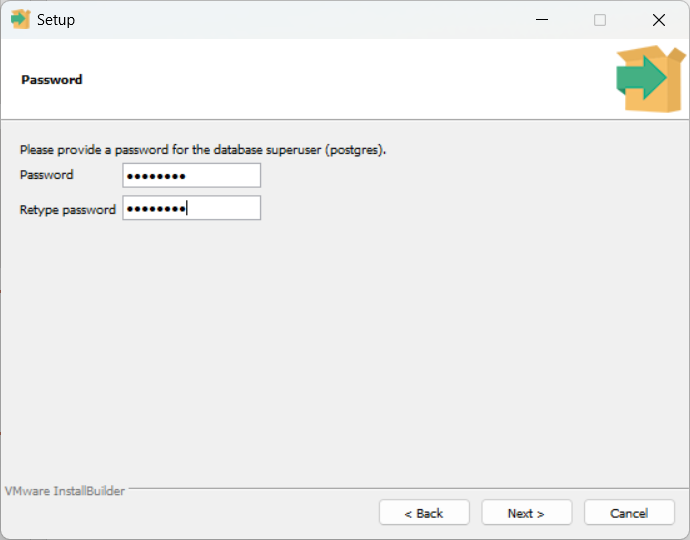 Setup
Password
Please provide a password for the database superuser (postgres).
Password ••••••••
Retype password ••••••••
VMware InstallBuilder
< Back Next > Cancel